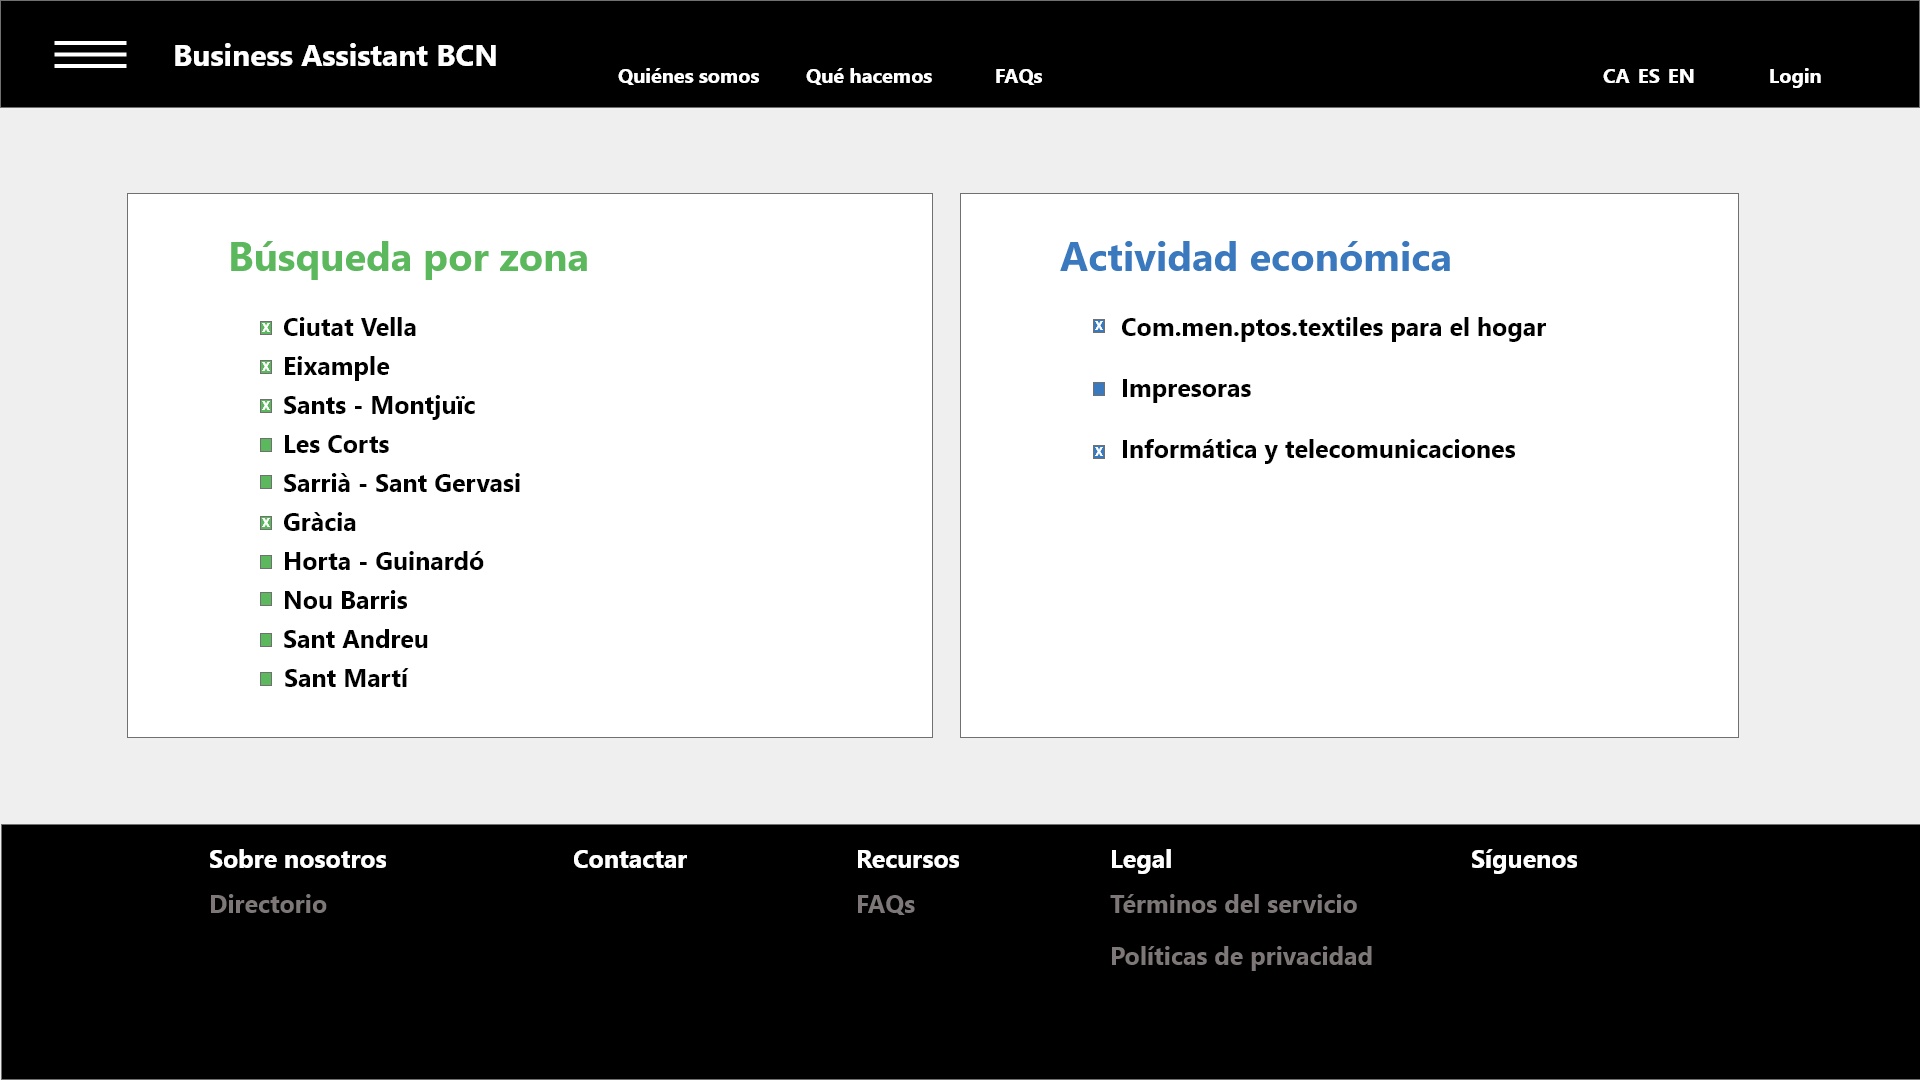 Business Assistant BCN
Quiénes somos
Qué hacemos
FAQs
CA ES EN
Login
Búsqueda por zona
x Ciutat Vella
x Eixample
x Sants - Montjuïc
Les Corts
Sarrià - Sant Gervasi
x Gràcia
Horta - Guinardó
Nou Barris
Sant Andreu
Sant Martí
Actividad económica
x Com.men.ptos.textiles para el hogar
Impresoras
x Informática y telecomunicaciones
Sobre nosotros
Directorio
Contactar
Recursos
FAQs
Legal
Términos del servicio
Políticas de privacidad
Síguenos